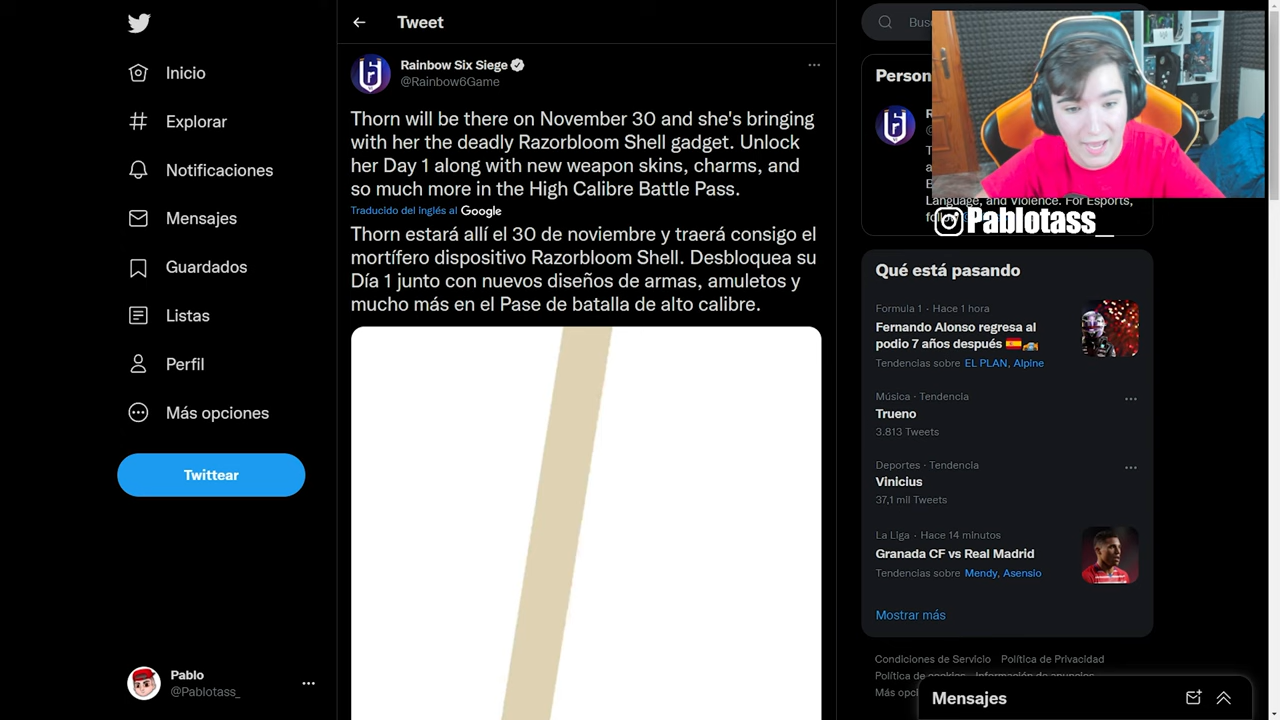 Tweet
Inicio
Explorar
Notificaciones
Mensajes
Guardados
Listas
Perfil
Más opciones
Twittear
Pablo
@Pablotass_
Rainbow Six Siege
@Rainbow6Game
Thorn will be there on November 30 and she's bringing
with her the deadly Razorbloom Shell gadget. Unlock
her Day 1 along with new weapon skins, charms, and
so much more in the High Calibre Battle Pass.
Traducido del inglés al Google
Thorn estará allí el 30 de noviembre y traerá consigo el
mortífero dispositivo Razorbloom Shell. Desbloquea su
Día 1 junto con nuevos diseños de armas, amuletos y
mucho más en el Pase de batalla de alto calibre.
Language, and Violence. For Esports,
Pablotass_
Qué está pasando
Formula 1 · Hace 1 hora
Fernando Alonso regresa al
podio 7 años después
Tendencias sobre EL PLAN, Alpine
Música · Tendencia
Trueno
3.813 Tweets
Deportes · Tendencia
Vinicius
37,1 mil Tweets
La Liga · Hace 14 minutos
Granada CF vs Real Madrid
Tendencias sobre Mendy, Asensio
Mostrar más
Condiciones de Servicio Política de Privacidad
Política de cookies Información de anuncios
Mensajes